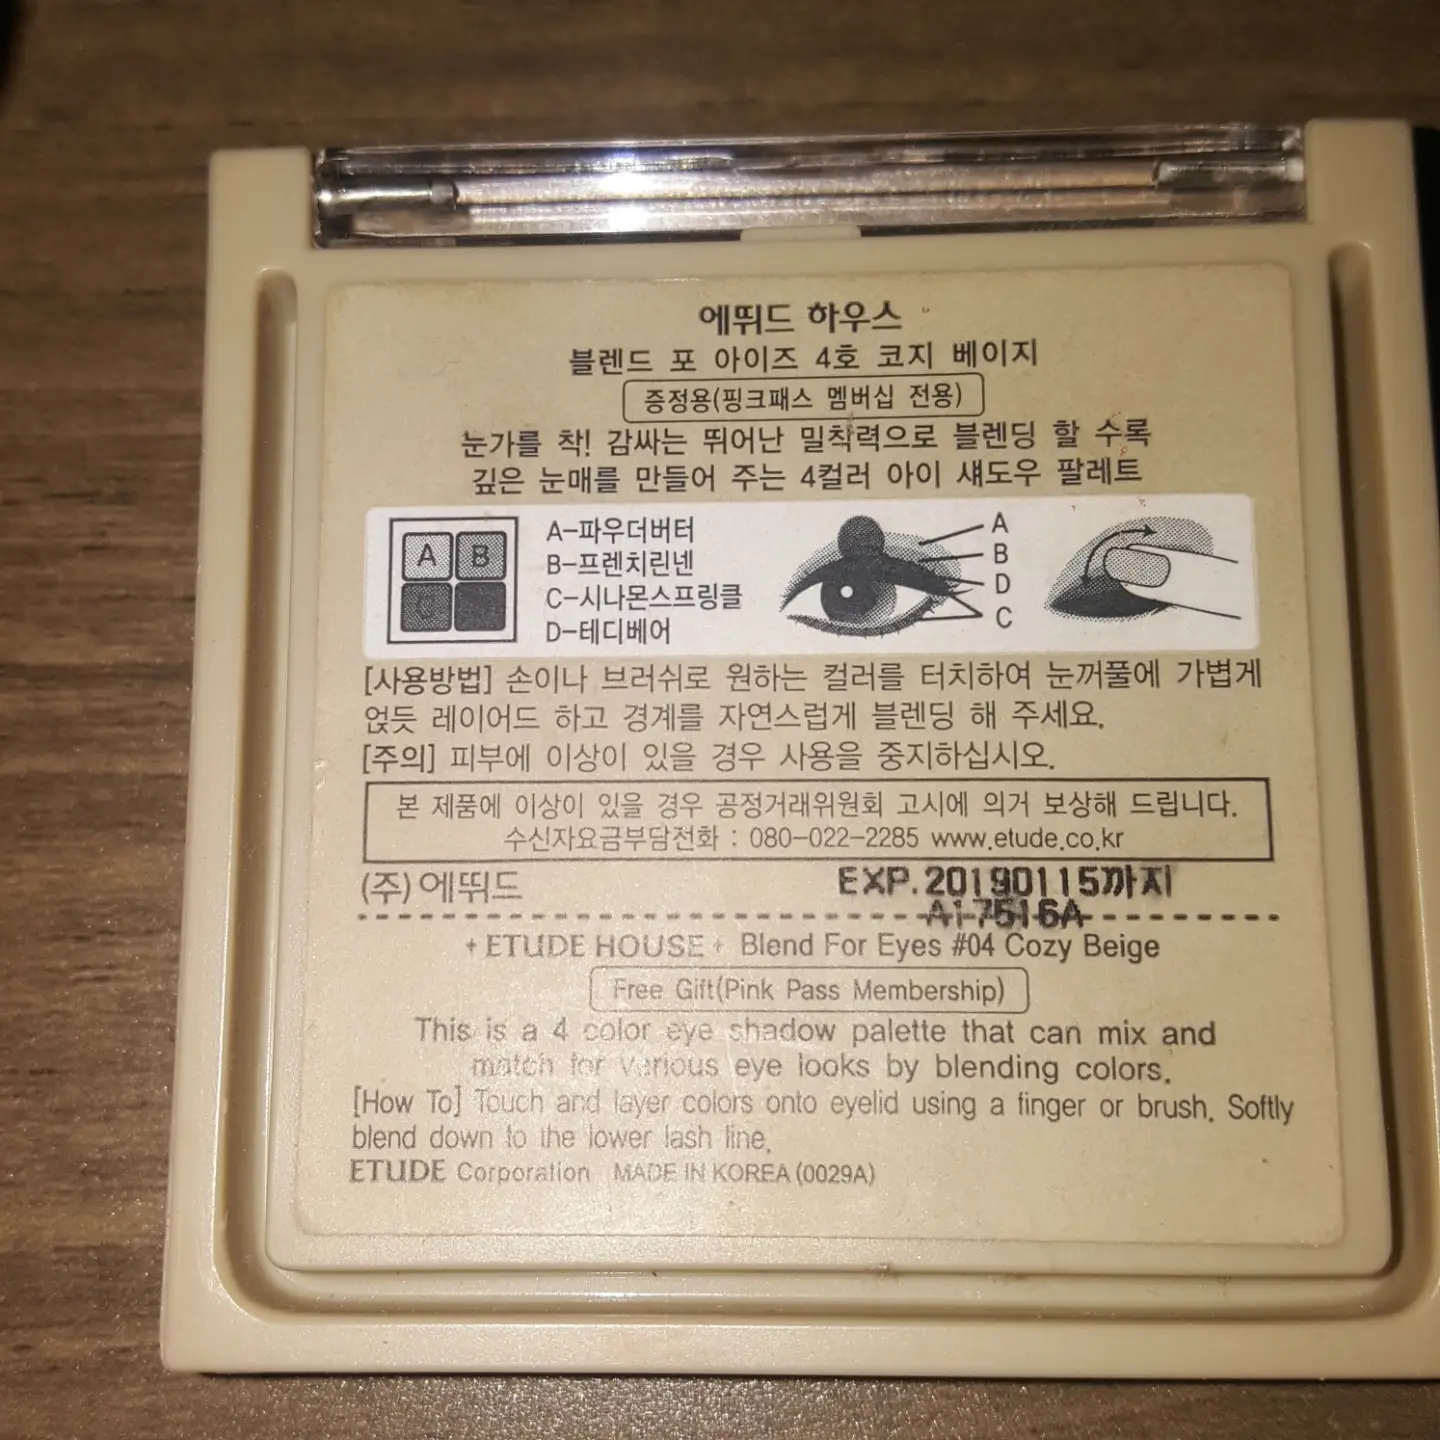 에뛰드 하우스
블렌드 포 아이즈 4호 코지 베이지
증정용(핑크패스 멤버십 전용)
눈가를 착! 감싸는 뛰어난 밀착력으로 블렌딩 할 수록
깊은 눈매를 만들어 주는 4컬러 아이 섀도우 팔레트
A B
C
A-파우더버터
B-프렌치린넨
C-시나몬스프링클
D-테디베어
A
B
D
C
[사용방법] 손이나 브러쉬로 원하는 컬러를 터치하여 눈꺼풀에 가볍게
얹듯 레이어드 하고 경계를 자연스럽게 블렌딩 해 주세요.
[주의] 피부에 이상이 있을 경우 사용을 중지하십시오.
본 제품에 이상이 있을 경우 공정거래위원회 고시에 의거 보상해 드립니다.
수신자요금부담전화 : 080-022-2285 www.etude.co.kr
(주)에뛰드 EXP.20190115까지
A17516A
ETUDE HOUSE Blend For Eyes #04 Cozy Beige
Free Gift(Pink Pass Membership)
This is a 4 color eye shadow palette that can mix and
match for various eye looks by blending colors.
[How To] Touch and layer colors onto eyelid using a finger or brush. Softly
blend down to the lower lash line.
ETUDE Corporation MADE IN KOREA (0029A)